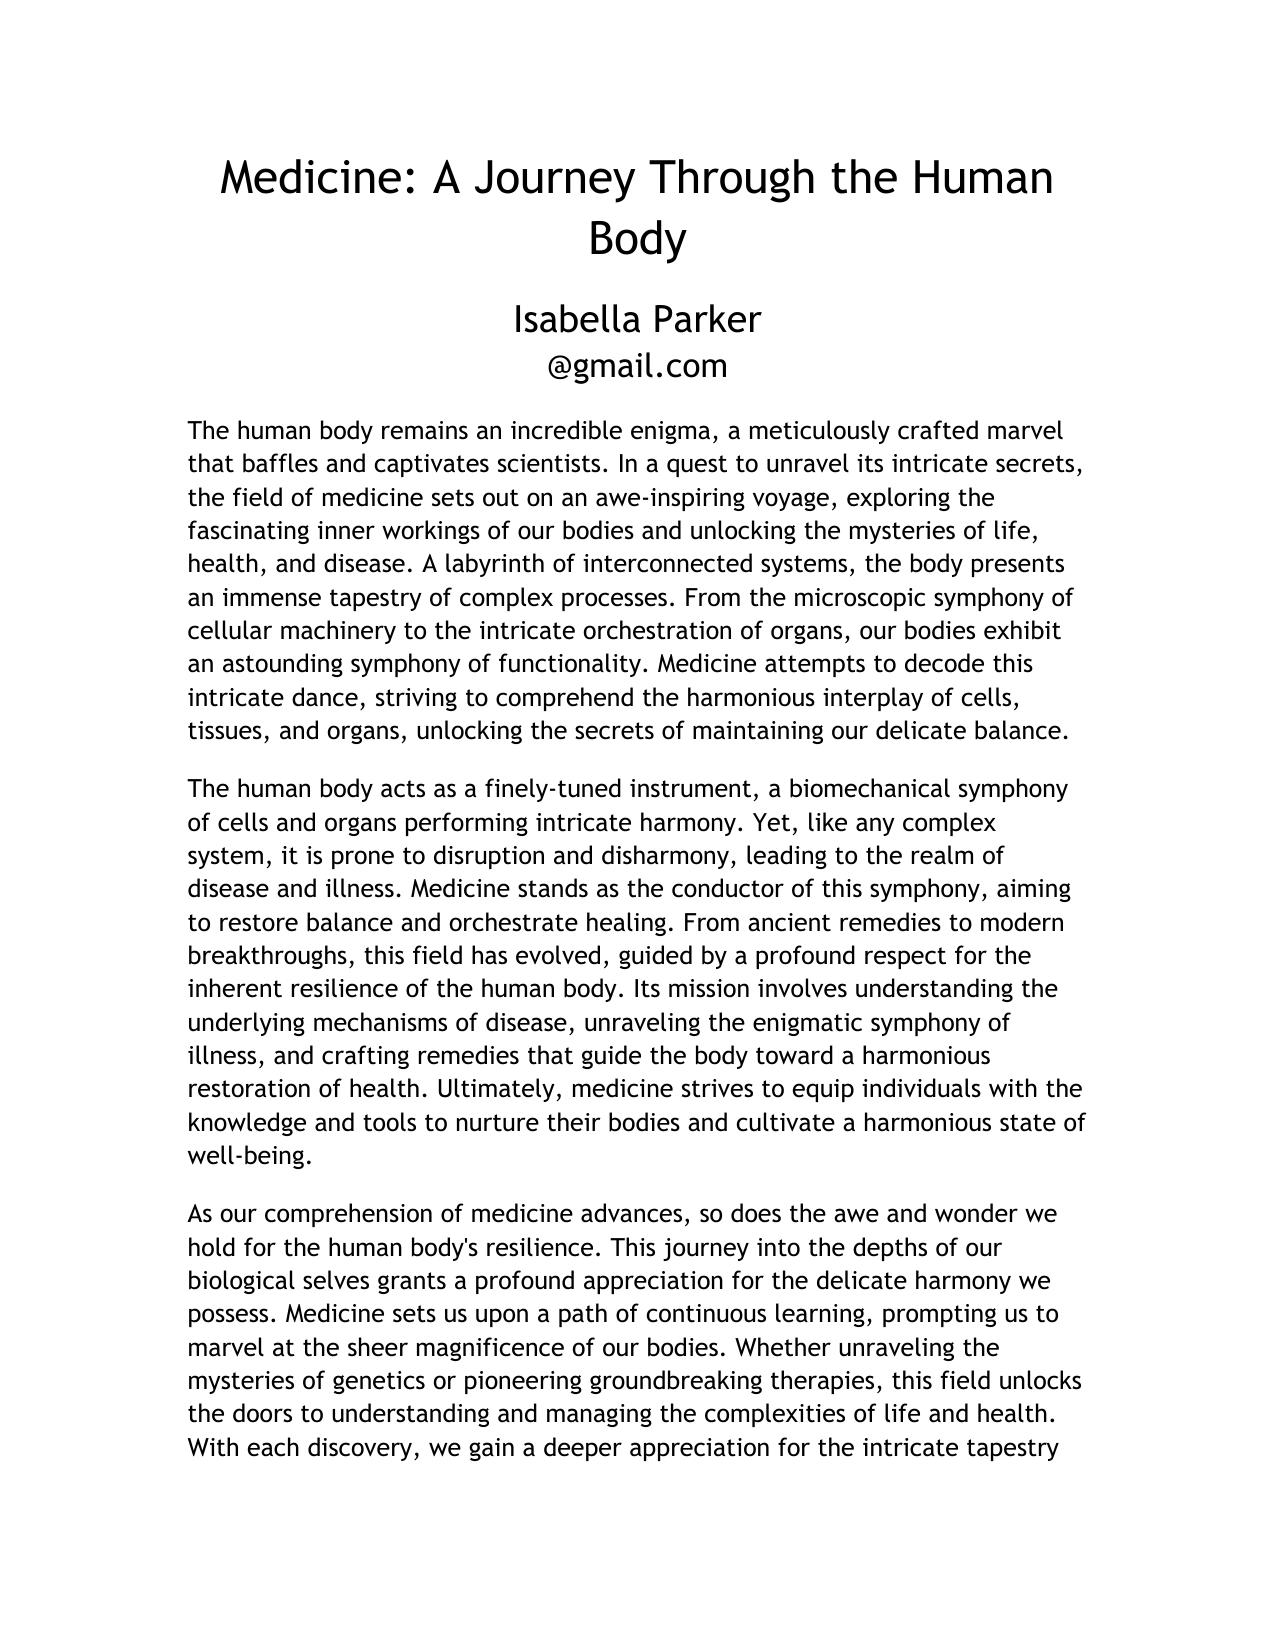 Medicine: A Journey Through the Human
Body
Isabella Parker
@gmail.com
The human body remains an incredible enigma, a meticulously crafted marvel
that baffles and captivates scientists. In a quest to unravel its intricate secrets,
the field of medicine sets out on an awe-inspiring voyage, exploring the
fascinating inner workings of our bodies and unlocking the mysteries of life,
health, and disease. A labyrinth of interconnected systems, the body presents
an immense tapestry of complex processes. From the microscopic symphony of
cellular machinery to the intricate orchestration of organs, our bodies exhibit
an astounding symphony of functionality. Medicine attempts to decode this
intricate dance, striving to comprehend the harmonious interplay of cells,
tissues, and organs, unlocking the secrets of maintaining our delicate balance.
The human body acts as a finely-tuned instrument, a biomechanical symphony
of cells and organs performing intricate harmony. Yet, like any complex
system, it is prone to disruption and disharmony, leading to the realm of
disease and illness. Medicine stands as the conductor of this symphony, aiming
to restore balance and orchestrate healing. From ancient remedies to modern
breakthroughs, this field has evolved, guided by a profound respect for the
inherent resilience of the human body. Its mission involves understanding the
underlying mechanisms of disease, unraveling the enigmatic symphony of
illness, and crafting remedies that guide the body toward a harmonious
restoration of health. Ultimately, medicine strives to equip individuals with the
knowledge and tools to nurture their bodies and cultivate a harmonious state of
well-being.
As our comprehension of medicine advances, so does the awe and wonder we
hold for the human body's resilience. This journey into the depths of our
biological selves grants a profound appreciation for the delicate harmony we
possess. Medicine sets us upon a path of continuous learning, prompting us to
marvel at the sheer magnificence of our bodies. Whether unraveling the
mysteries of genetics or pioneering groundbreaking therapies, this field unlocks
the doors to understanding and managing the complexities of life and health.
With each discovery, we gain a deeper appreciation for the intricate tapestry